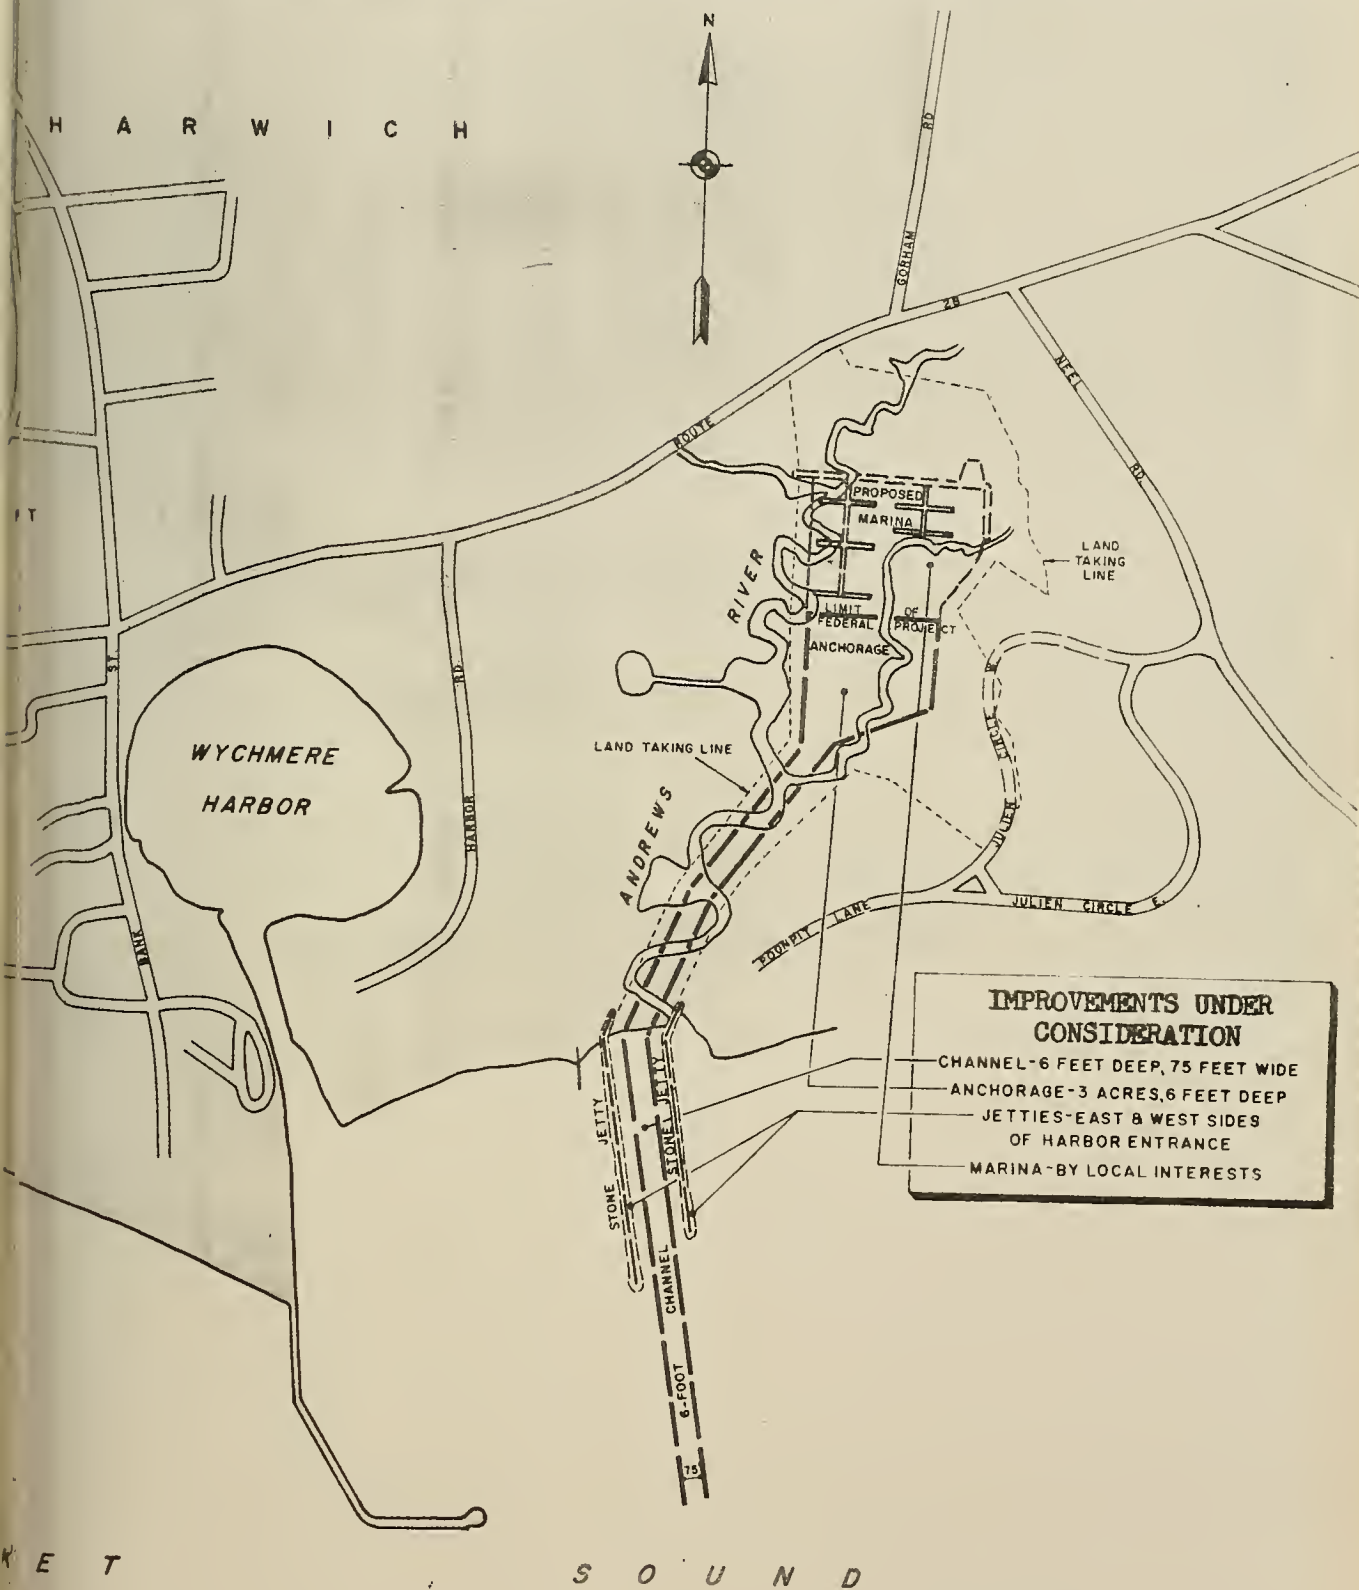 N
HARWICH
RD
GORHAM
28
ROUTE
NEEL
RD.
PROPOSED
MARINA
LAND
TAKING
LINE
RIVER
LIMIT OF
FEDERAL PROJECT
ANCHORAGE
ST.
RD.
W.
CIRCLE
JULIEN
WYCHMERE
HARBOR
LAND TAKING LINE
HARBOR
ANDREWS
JULIEN CIRCLE E.
LANE
BANK
IMPROVEMENTS UNDER
CONSIDERATION
CHANNEL-6 FEET DEEP, 75 FEET WIDE
ANCHORAGE-3 ACRES, 6 FEET DEEP
JETTIES-EAST & WEST SIDES
OF HARBOR ENTRANCE
MARINA-BY LOCAL INTERESTS
STONE JETTY
STONE JETTY
CHANNEL
6-FOOT
75
KET SOUND